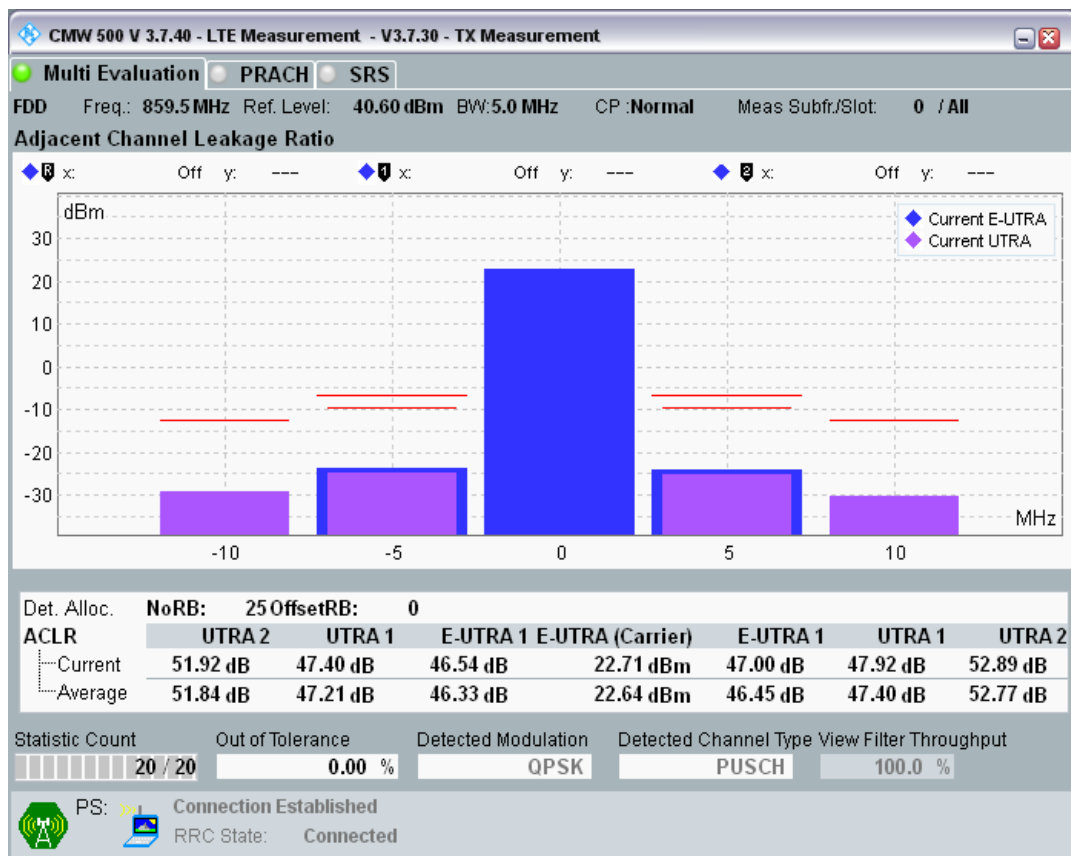 CMW 500 V 3.7.40 - LTE Measurement - V3.7.30 - TX Measurement
Multi Evaluation PRACH SRS
FDD Freq.: 859.5 MHz Ref. Level: 40.60 dBm BW:5.0 MHz CP :Normal Meas Subfr./Slot: 0 / All
Adjacent Channel Leakage Ratio
R x: Off y: --- 1 x: Off y: --- 2 x: Off y: ---
dBm
Current E-UTRA
Current UTRA
30
20
10
0
-10
-20
-30
MHz
-10 -5 0 5 10
Det. Alloc. NoRB: 25 OffsetRB: 0
ACLR UTRA 2 UTRA 1 E-UTRA 1 E-UTRA (Carrier) E-UTRA 1 UTRA 1 UTRA 2
Current 51.92 dB 47.40 dB 46.54 dB 22.71 dBm 47.00 dB 47.92 dB 52.89 dB
Average 51.84 dB 47.21 dB 46.33 dB 22.64 dBm 46.45 dB 47.40 dB 52.77 dB
Statistic Count Out of Tolerance Detected Modulation Detected Channel Type View Filter Throughput
20 / 20 0.00 % QPSK PUSCH 100.0 %
PS: Connection Established
RRC State: Connected